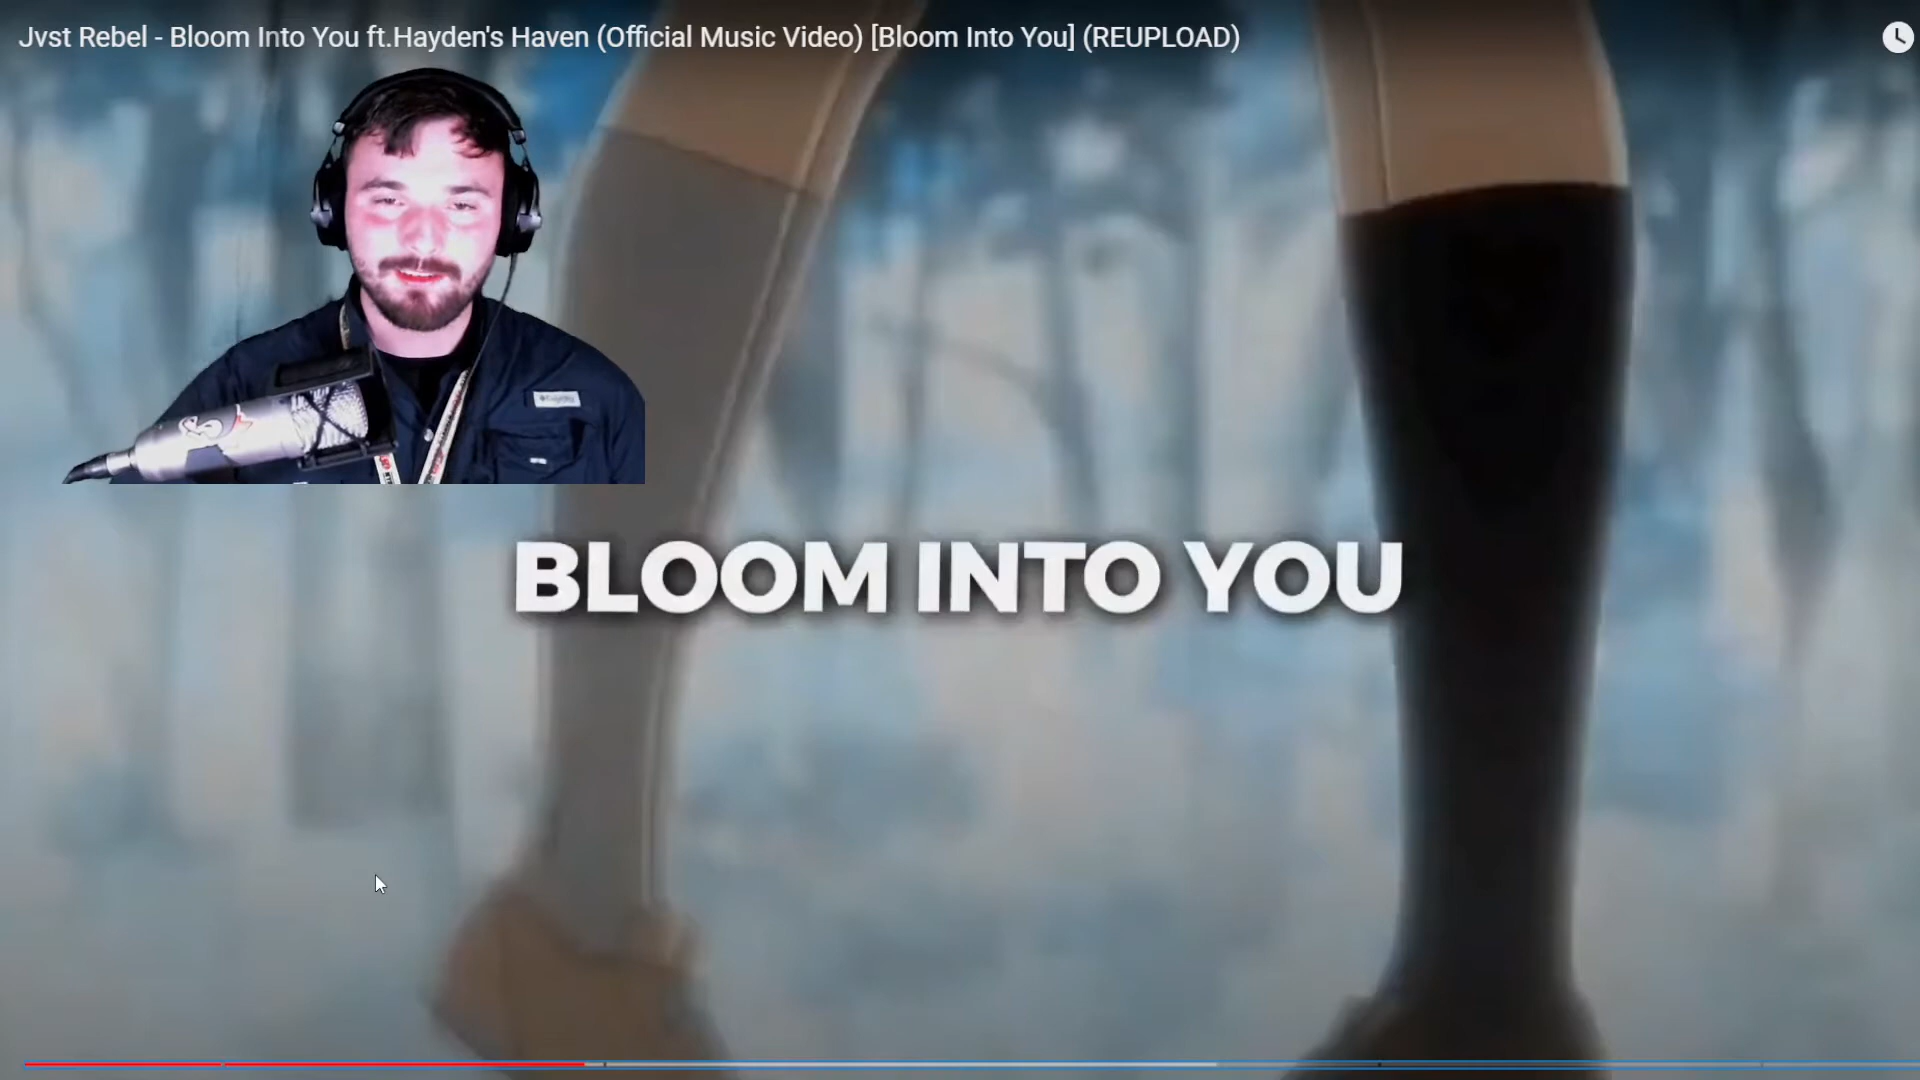 Jvst Rebel - Bloom Into You ft.Hayden's Haven (Official Music Video) [Bloom Into You] (REUPLOAD)
BLOOM INTO YOU